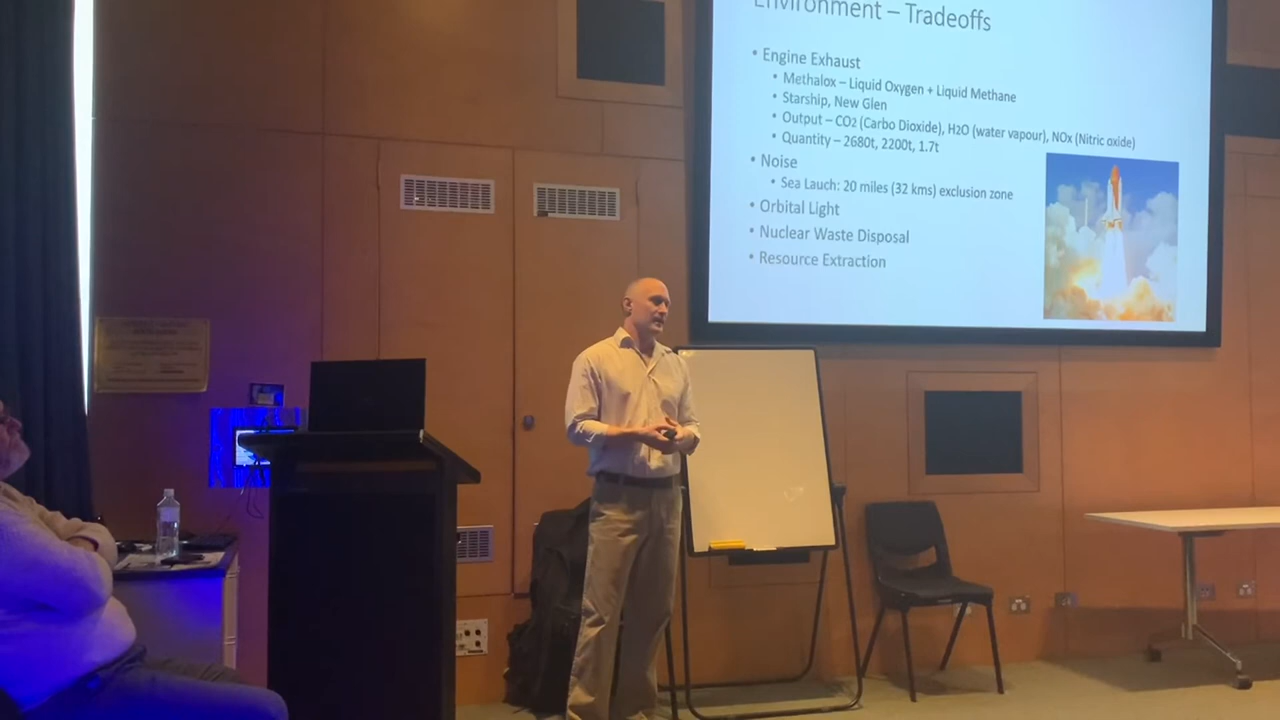 Environment – Tradeoffs
• Engine Exhaust
• Methalox – Liquid Oxygen + Liquid Methane
• Starship, New Glen
• Output – CO2 (Carbo Dioxide), H2O (water vapour), NOx (Nitric oxide)
• Quantity – 2680t, 2200t, 1.7t
• Noise
• Sea Lauch: 20 miles (32 kms) exclusion zone
• Orbital Light
• Nuclear Waste Disposal
• Resource Extraction